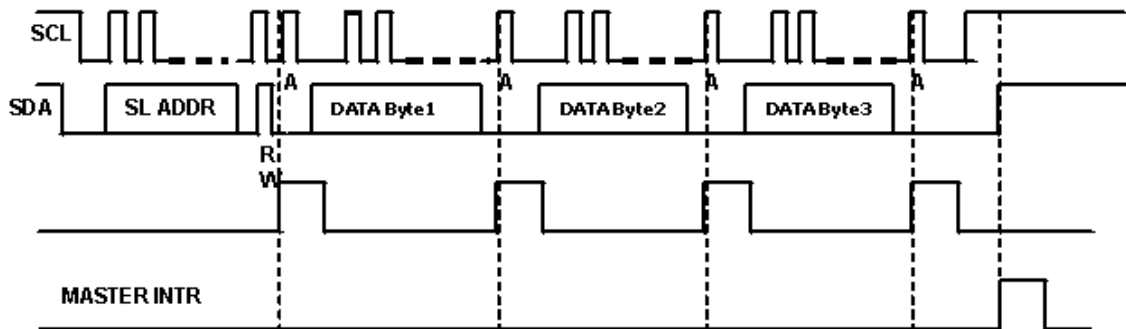 SCL
A A A A
SDA SL ADDR DATA Byte1 DATA Byte2 DATA Byte3
R
W
MASTER INTR